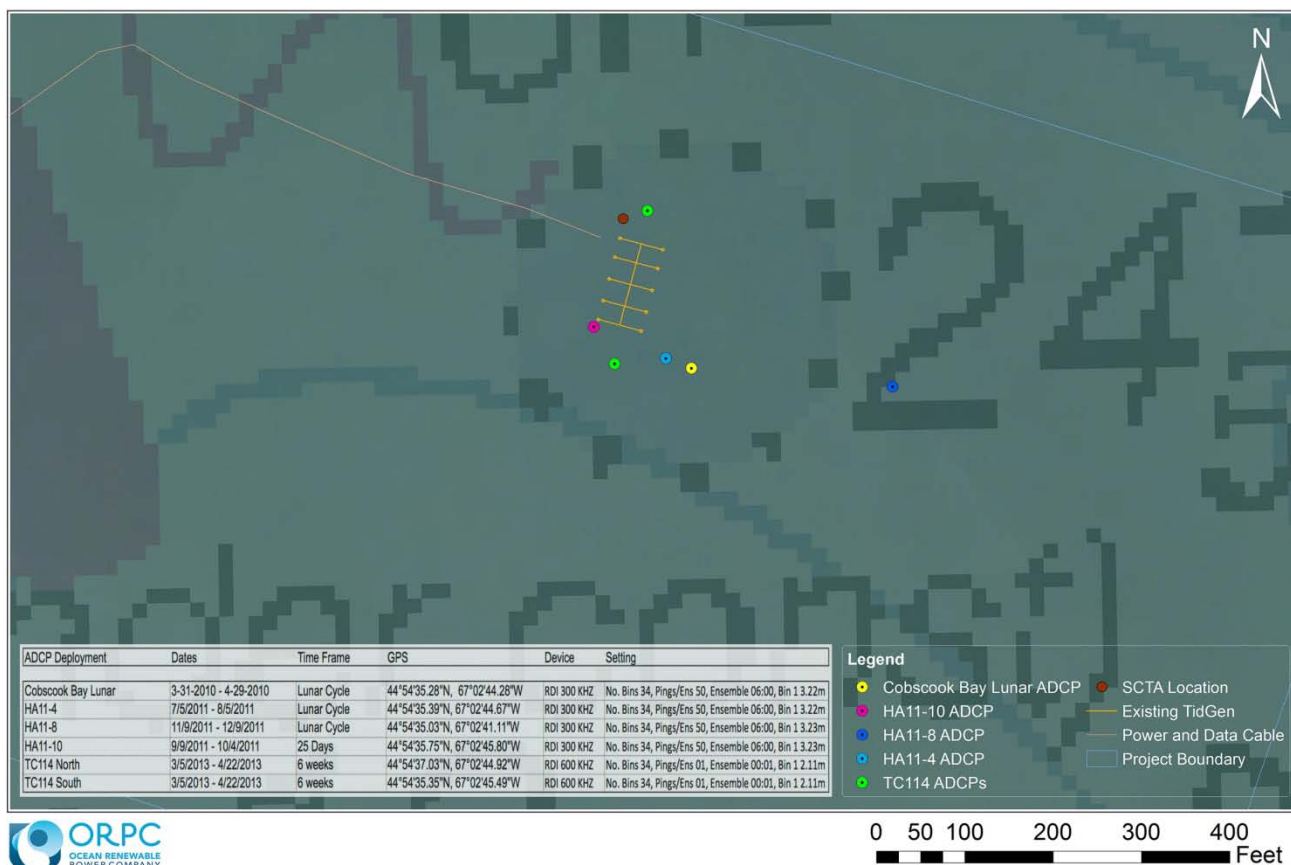 N
24
ADCP Deployment Dates Time Frame GPS Device Setting
Cobscook Bay Lunar 3-31-2010 - 4-29-2010 Lunar Cycle 44°54'35.28"N, 67°02'44.28"W RDI 300 KHZ No. Bins 34, Pings/Ens 50, Ensemble 06:00, Bin 1 3.22m
HA11-4 7/5/2011 - 8/5/2011 Lunar Cycle 44°54'35.39"N, 67°02'44.67"W RDI 300 KHZ No. Bins 34, Pings/Ens 50, Ensemble 06:00, Bin 1 3.22m
HA11-8 11/9/2011 - 12/9/2011 Lunar Cycle 44°54'35.03"N, 67°02'41.11"W RDI 300 KHZ No. Bins 34, Pings/Ens 50, Ensemble 06:00, Bin 1 3.23m
HA11-10 9/9/2011 - 10/4/2011 25 Days 44°54'35.75"N, 67°02'45.80"W RDI 300 KHZ No. Bins 34, Pings/Ens 50, Ensemble 06:00, Bin 1 3.23m
TC114 North 3/5/2013 - 4/22/2013 6 weeks 44°54'37.03"N, 67°02'44.92"W RDI 600 KHZ No. Bins 34, Pings/Ens 01, Ensemble 00:01, Bin 1 2.11m
TC114 South 3/5/2013 - 4/22/2013 6 weeks 44°54'35.35"N, 67°02'45.49"W RDI 600 KHZ No. Bins 34, Pings/Ens 01, Ensemble 00:01, Bin 1 2.11m
Legend
Cobscook Bay Lunar ADCP
HA11-10 ADCP
HA11-8 ADCP
HA11-4 ADCP
TC114 ADCPs
SCTA Location
Existing TidGen
Power and Data Cable
Project Boundary
ORPC
OCEAN RENEWABLE
POWER COMPANY
0 50 100 200 300 400
Feet